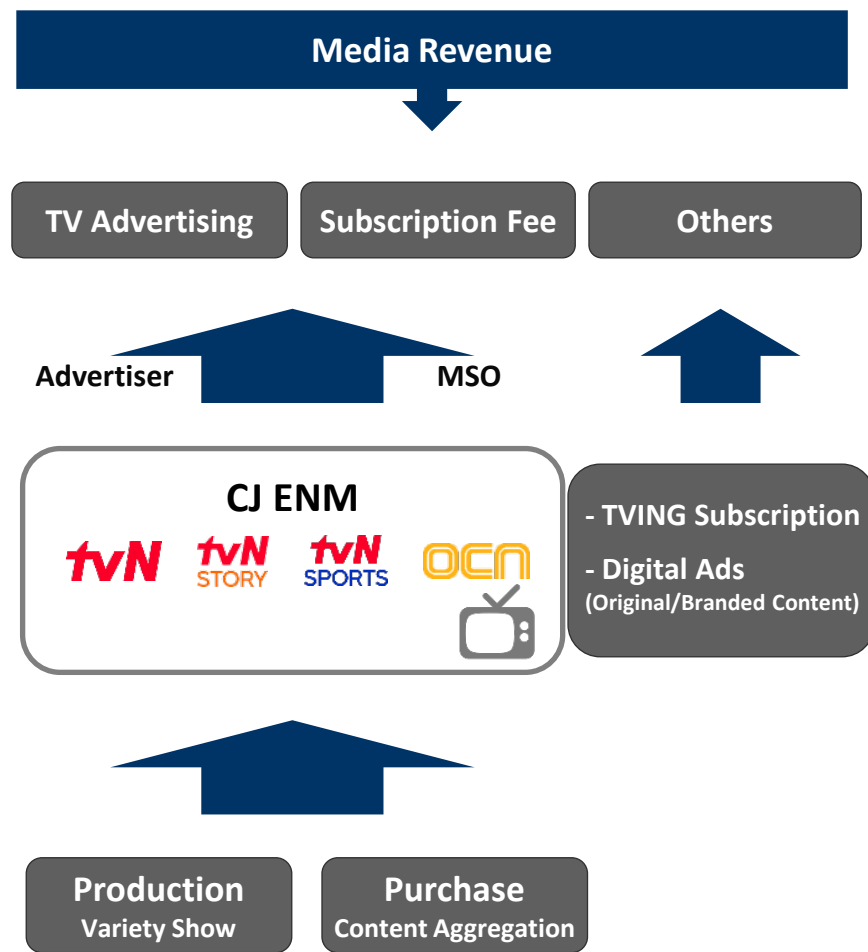 Media Revenue
TV Advertising
Subscription Fee
Others
Advertiser
MSO
CJ ENM
tvN
tvN
STORY
tvN
SPORTS
OCN
- TVING Subscription
- Digital Ads
(Original/Branded Content)
Production
Variety Show
Purchase
Content Aggregation